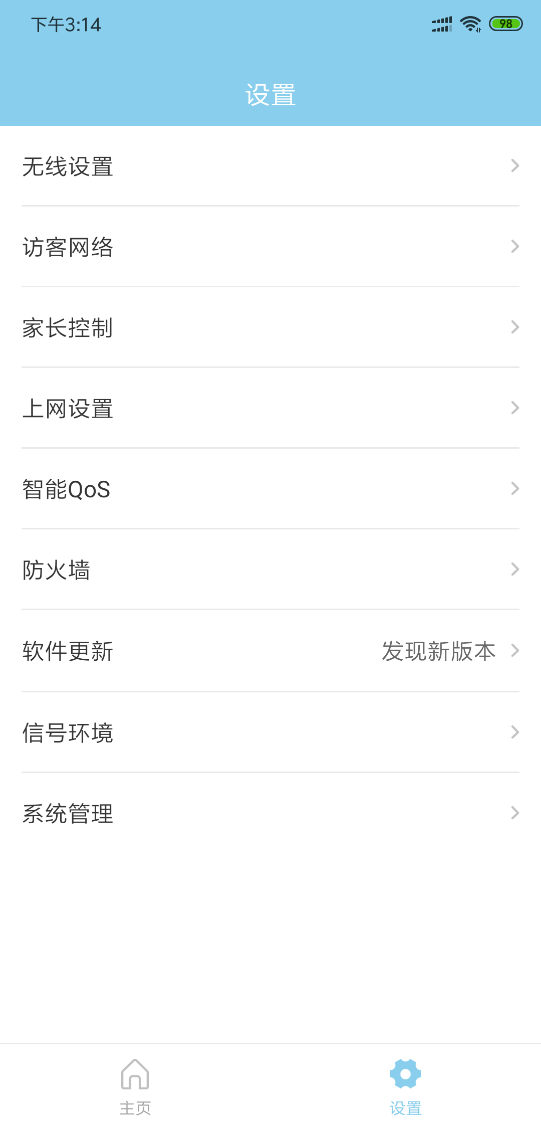 下午3:14
98
设置
无线设置
访客网络
家长控制
上网设置
智能QoS
防火墙
软件更新 发现新版本
信号环境
系统管理
主页 设置